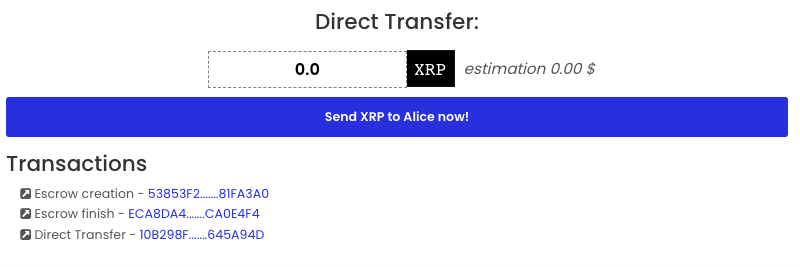 Direct Transfer:
0.0 XRP estimation 0.00 $
Send XRP to Alice now!
Transactions
Escrow creation - 53853F2.......81FA3A0
Escrow finish - ECA8DA4.......CA0E4F4
Direct Transfer - 10B298F.......645A94D